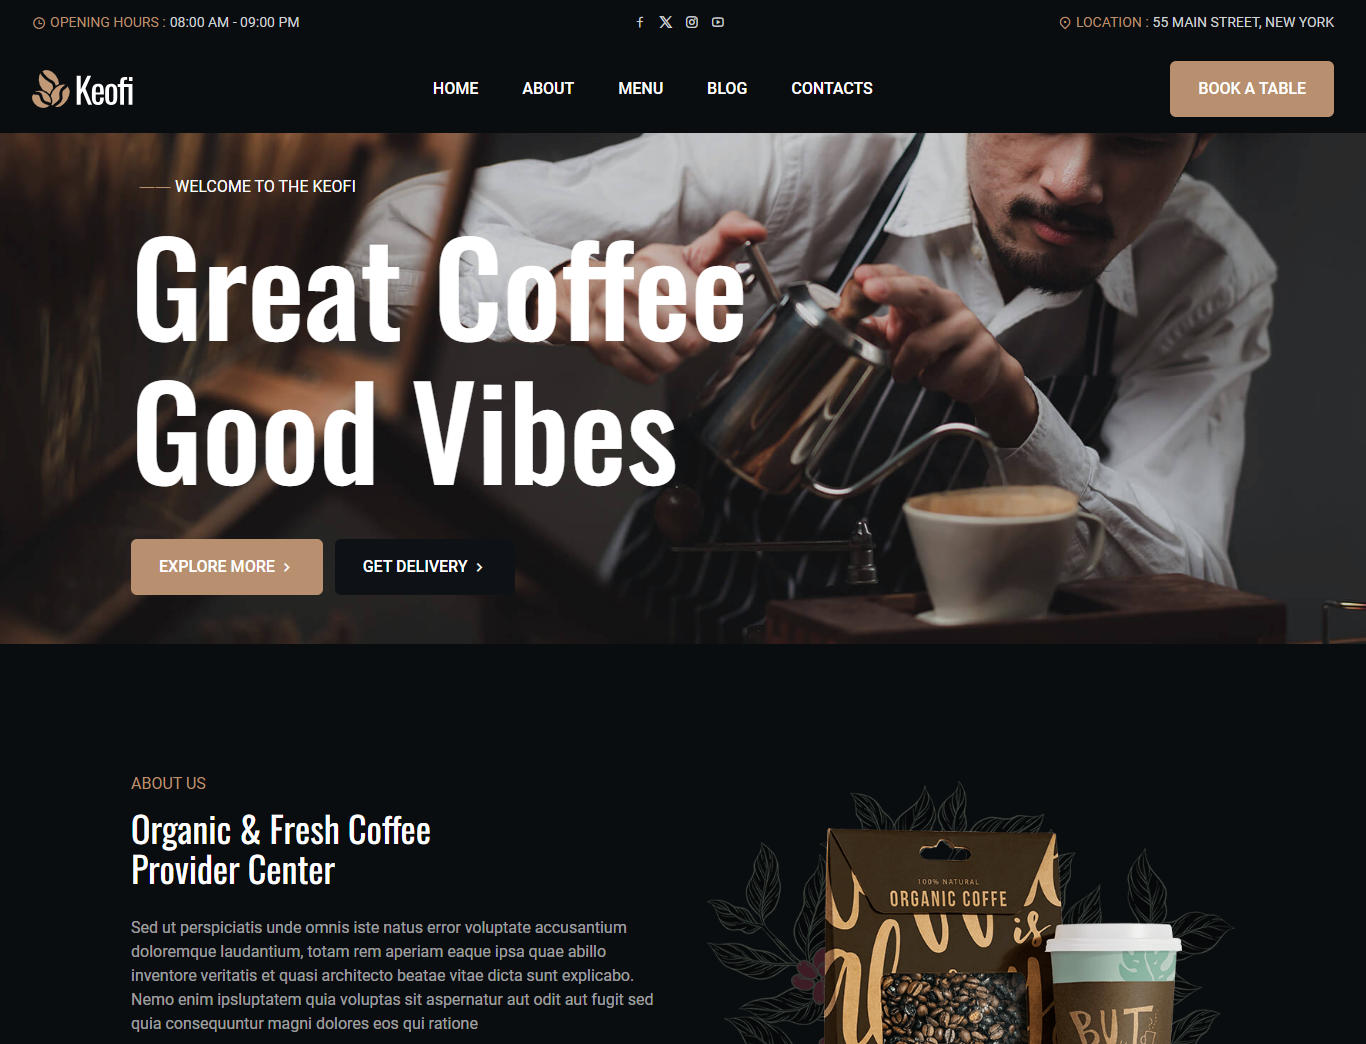 OPENING HOURS : 08:00 AM - 09:00 PM
LOCATION : 55 MAIN STREET, NEW YORK
Keofi
HOME
ABOUT
MENU
BLOG
CONTACTS
BOOK A TABLE
WELCOME TO THE KEOFI
Great Coffee
Good Vibes
EXPLORE MORE
GET DELIVERY
ABOUT US
Organic & Fresh Coffee
Provider Center
Sed ut perspiciatis unde omnis iste natus error voluptate accusantium
doloremque laudantium, totam rem aperiam eaque ipsa quae abillo
inventore veritatis et quasi architecto beatae vitae dicta sunt explicabo.
Nemo enim ipsluptatem quia voluptas sit aspernatur aut odit aut fugit sed
quia consequuntur magni dolores eos qui ratione
100% NATURAL
ORGANIC COFFE
is
BUT